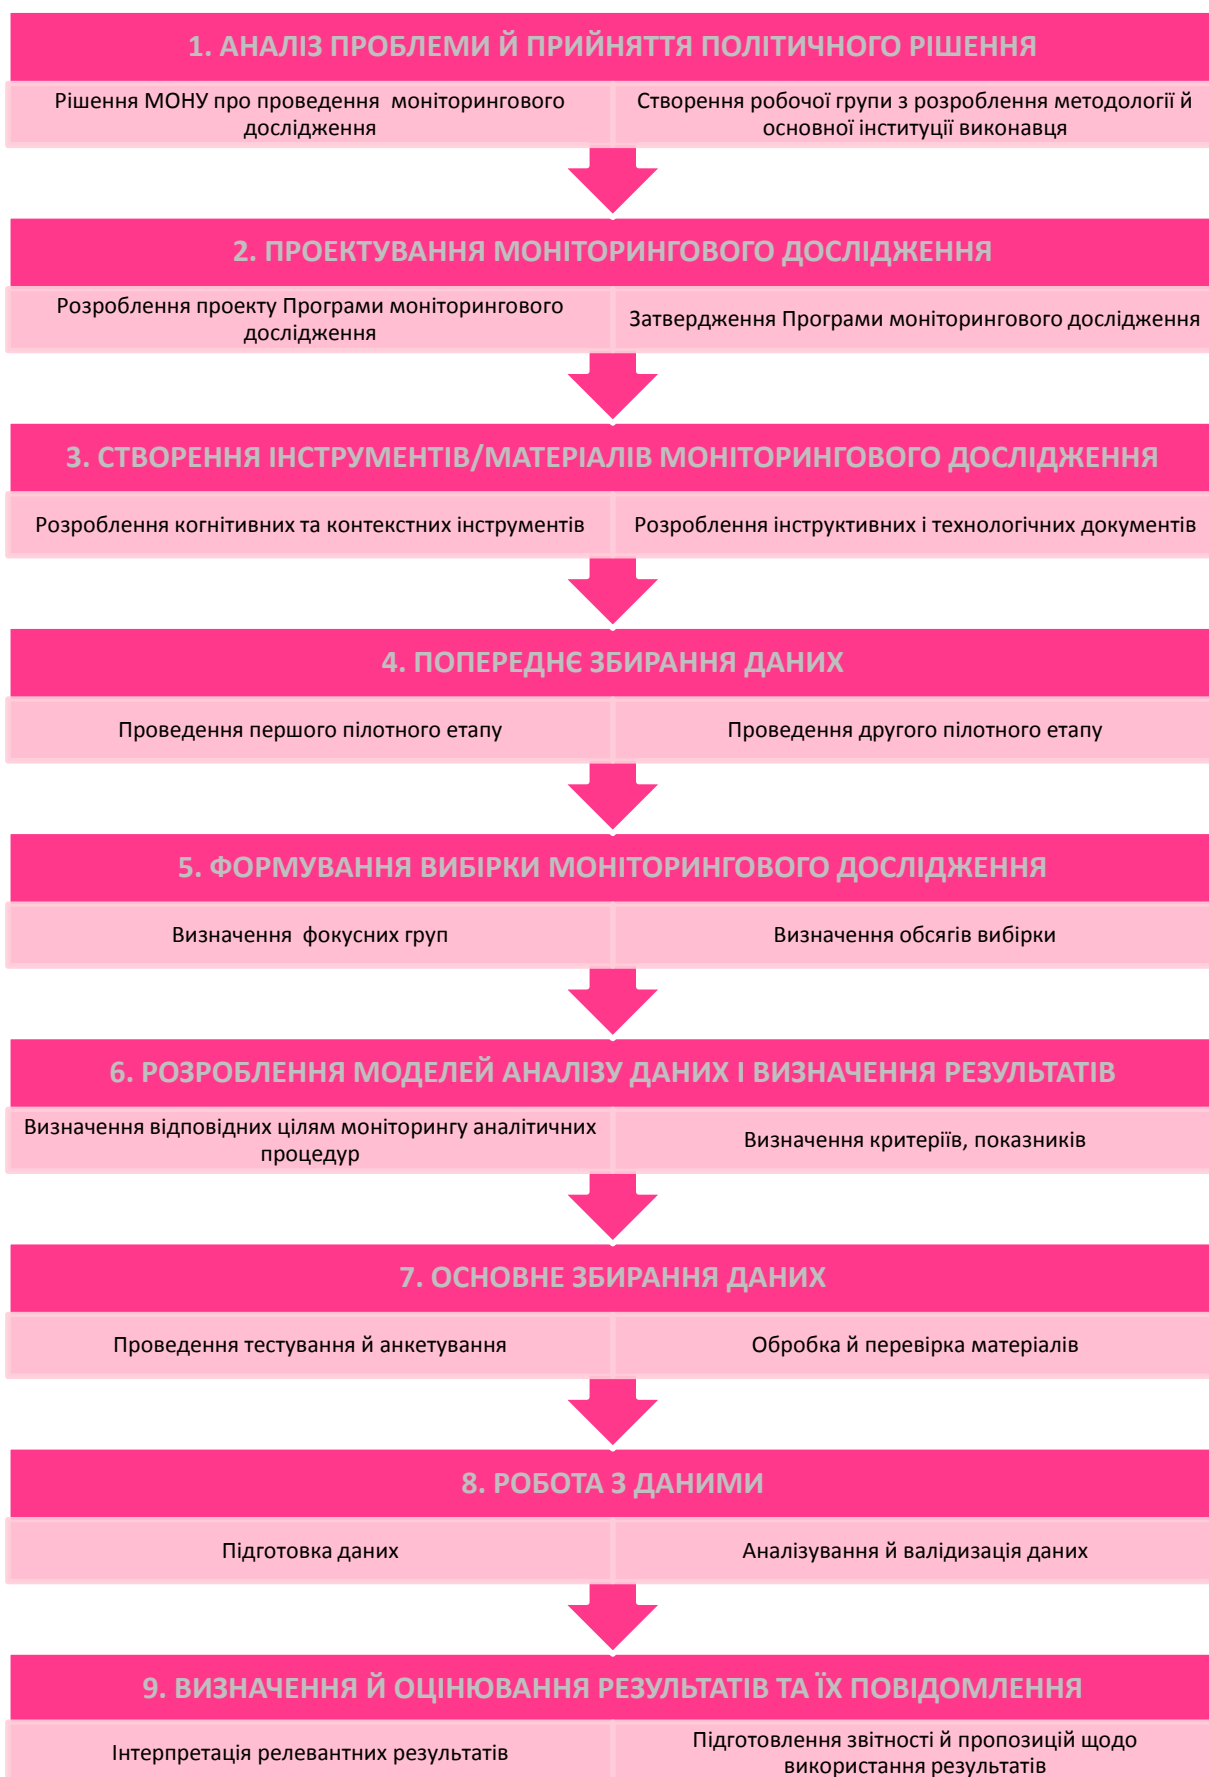 1. АНАЛІЗ ПРОБЛЕМИ Й ПРИЙНЯТТЯ ПОЛІТИЧНОГО РІШЕННЯ
Рішення МОНУ про проведення моніторингового
дослідження
Створення робочої групи з розроблення методології й
основної інституції виконавця
2. ПРОЕКТУВАННЯ МОНІТОРИНГОВОГО ДОСЛІДЖЕННЯ
Розроблення проекту Програми моніторингового
дослідження
Затвердження Програми моніторингового дослідження
3. СТВОРЕННЯ ІНСТРУМЕНТІВ/МАТЕРІАЛІВ МОНІТОРИНГОВОГО ДОСЛІДЖЕННЯ
Розроблення когнітивних та контекстних інструментів
Розроблення інструктивних і технологічних документів
4. ПОПЕРЕДНЄ ЗБИРАННЯ ДАНИХ
Проведення першого пілотного етапу
Проведення другого пілотного етапу
5. ФОРМУВАННЯ ВИБІРКИ МОНІТОРИНГОВОГО ДОСЛІДЖЕННЯ
Визначення фокусних груп
Визначення обсягів вибірки
6. РОЗРОБЛЕННЯ МОДЕЛЕЙ АНАЛІЗУ ДАНИХ І ВИЗНАЧЕННЯ РЕЗУЛЬТАТІВ
Визначення відповідних цілям моніторингу аналітичних
процедур
Визначення критеріїв, показників
7. ОСНОВНЕ ЗБИРАННЯ ДАНИХ
Проведення тестування й анкетування
Обробка й перевірка матеріалів
8. РОБОТА З ДАНИМИ
Підготовка даних
Аналізування й валідизація даних
9. ВИЗНАЧЕННЯ Й ОЦІНЮВАННЯ РЕЗУЛЬТАТІВ ТА ЇХ ПОВІДОМЛЕННЯ
Інтерпретація релевантних результатів
Підготовлення звітності й пропозицій щодо
використання результатів